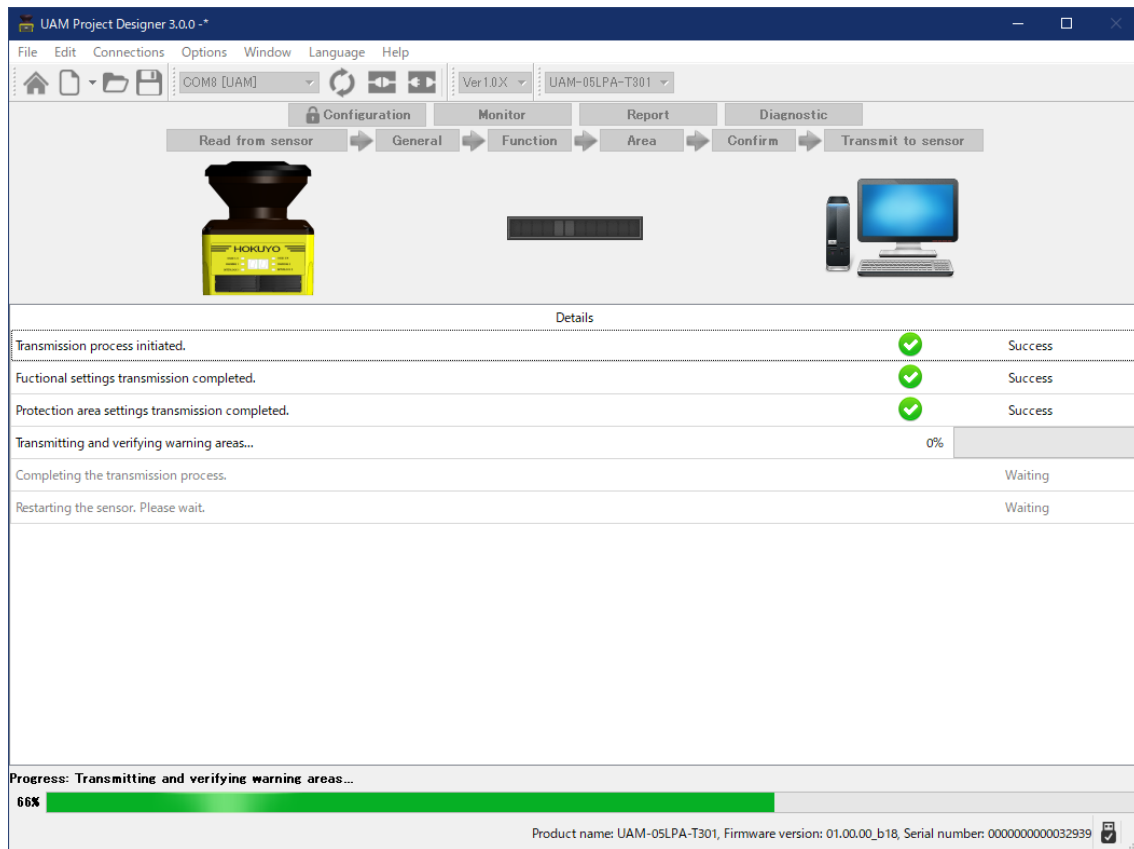 UAM Project Designer 3.0.0 -*
File Edit Connections Options Window Language Help
COM8 [UAM] Ver1.0.X UAM-05LPA-T301
Configuration Monitor Report Diagnostic
Read from sensor General Function Area Confirm Transmit to sensor
HOKUYO
Details
Transmission process initiated. Success
Fuctional settings transmission completed. Success
Protection area settings transmission completed. Success
Transmitting and verifying warning areas... 0%
Completing the transmission process. Waiting
Restarting the sensor. Please wait. Waiting
Progress: Transmitting and verifying warning areas...
66%
Product name: UAM-05LPA-T301, Firmware version: 01.00.00_b18, Serial number: 0000000000032939